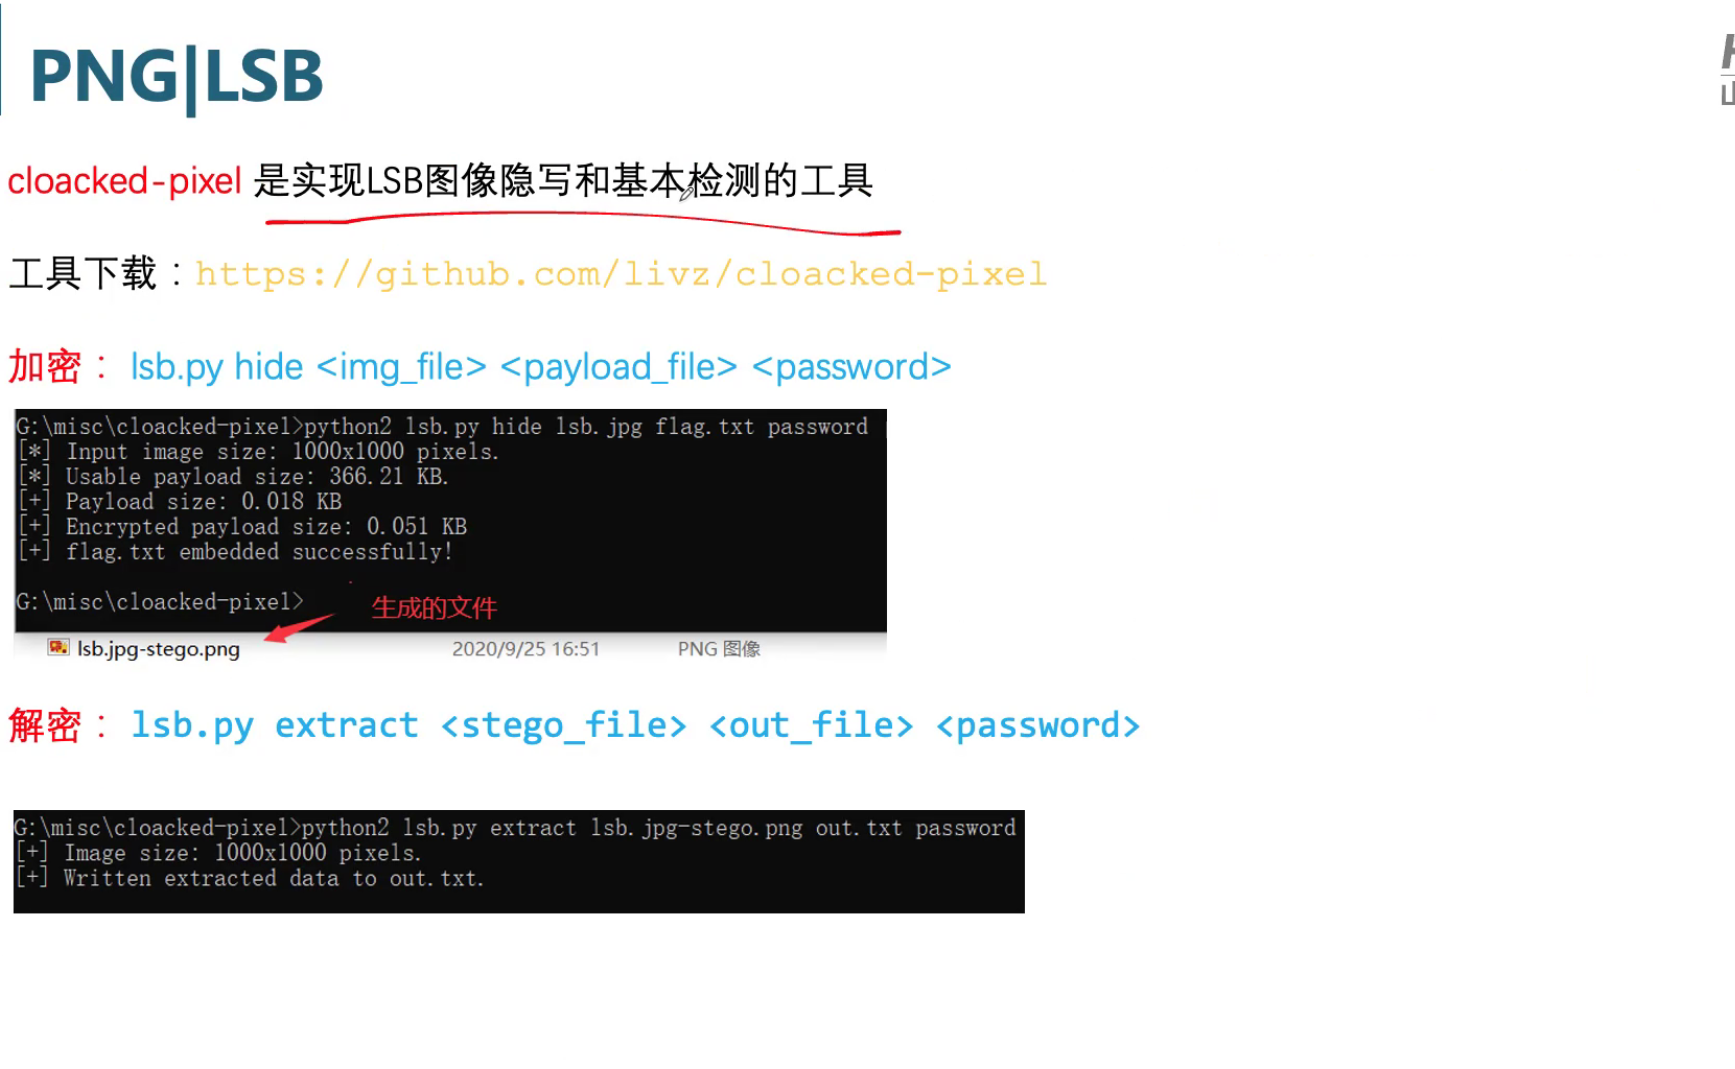 PNG|LSB
cloacked-pixel 是实现LSB图像隐写和基本检测的工具
工具下载：https://github.com/livz/cloacked-pixel
加密： lsb.py hide <img_file> <payload_file> <password>
G:\misc\cloacked-pixel>python2 lsb.py hide lsb.jpg flag.txt password
[*] Input image size: 1000x1000 pixels.
[*] Usable payload size: 366.21 KB.
[+] Payload size: 0.018 KB
[+] Encrypted payload size: 0.051 KB
[+] flag.txt embedded successfully!
G:\misc\cloacked-pixel> 生成的文件
lsb.jpg-stego.png 2020/9/25 16:51 PNG 图像
解密： lsb.py extract <stego_file> <out_file> <password>
G:\misc\cloacked-pixel>python2 lsb.py extract lsb.jpg-stego.png out.txt password
[+] Image size: 1000x1000 pixels.
[+] Written extracted data to out.txt.